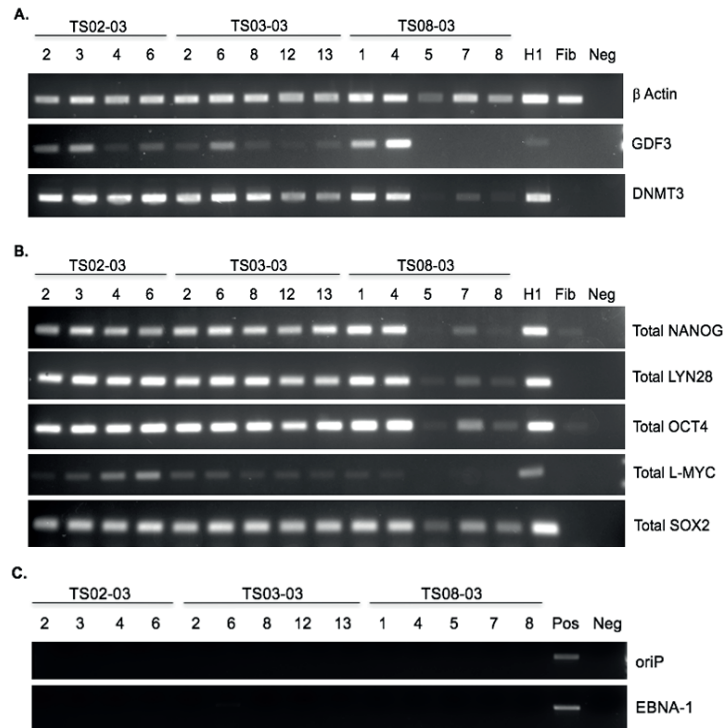 A.
TS02-03 TS03-03 TS08-03
2 3 4 6 2 6 8 12 13 1 4 5 7 8 H1 Fib Neg
β Actin
GDF3
DNMT3
B.
TS02-03 TS03-03 TS08-03
2 3 4 6 2 6 8 12 13 1 4 5 7 8 H1 Fib Neg
Total NANOG
Total LYN28
Total OCT4
Total L-MYC
Total SOX2
C.
TS02-03 TS03-03 TS08-03
2 3 4 6 2 6 8 12 13 1 4 5 7 8 Pos Neg
oriP
EBNA-1